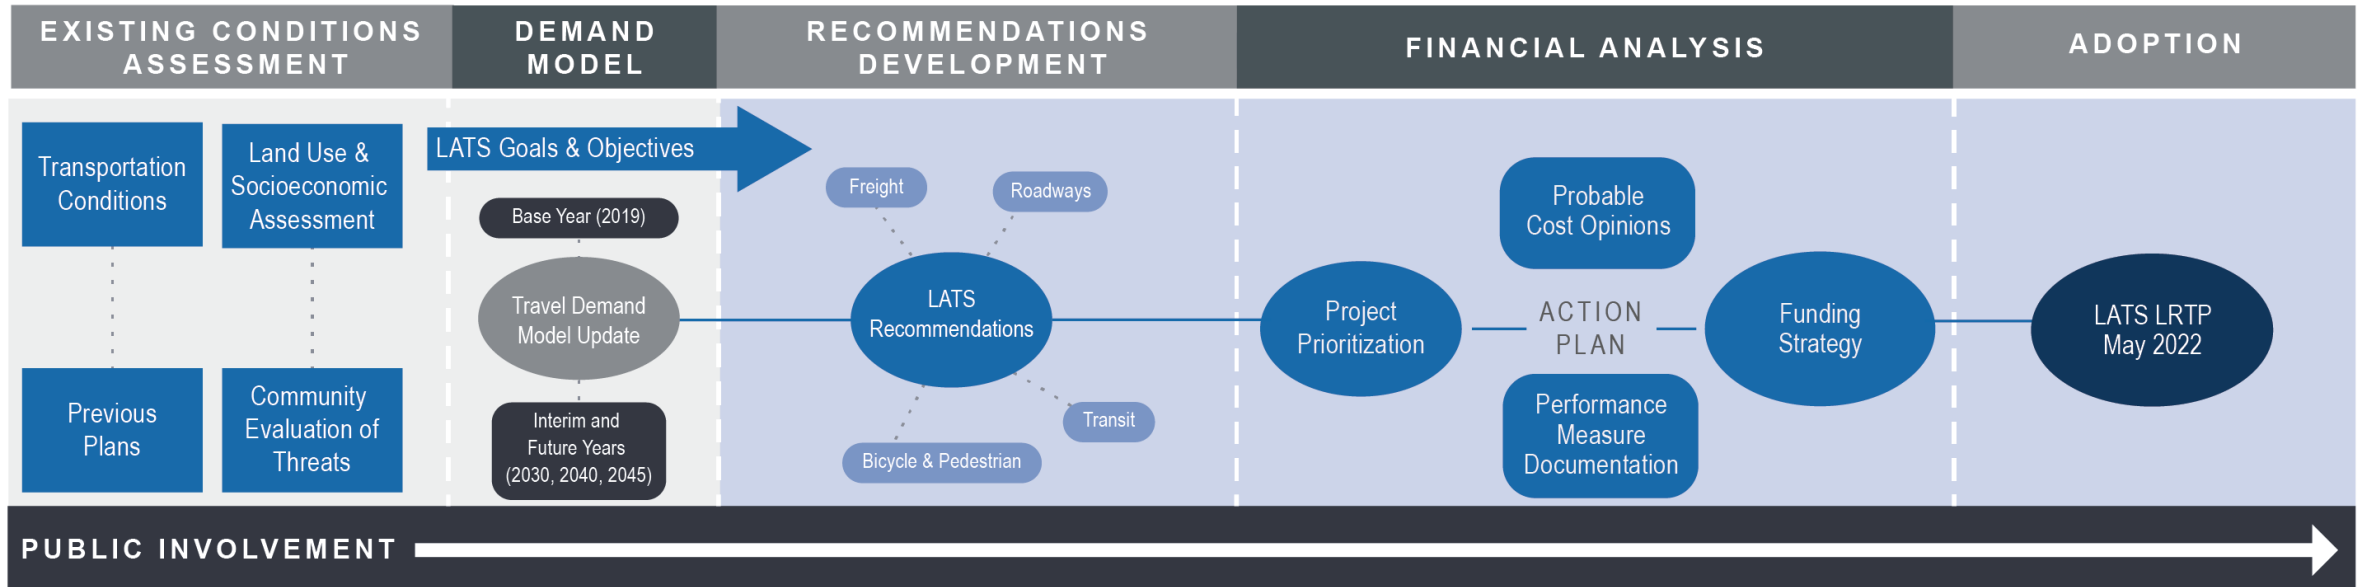 EXISTING CONDITIONS
ASSESSMENT
DEMAND
MODEL
RECOMMENDATIONS
DEVELOPMENT
FINANCIAL ANALYSIS
ADOPTION
Transportation
Conditions
Land Use &
Socioeconomic
Assessment
Previous
Plans
Community
Evaluation of
Threats
LATS Goals & Objectives
Base Year (2019)
Travel Demand
Model Update
Interim and
Future Years
(2030, 2040, 2045)
Freight
Roadways
LATS
Recommendations
Transit
Bicycle & Pedestrian
Project
Prioritization
Probable
Cost Opinions
ACTION
PLAN
Performance
Measure
Documentation
Funding
Strategy
LATS LRTP
May 2022
PUBLIC INVOLVEMENT